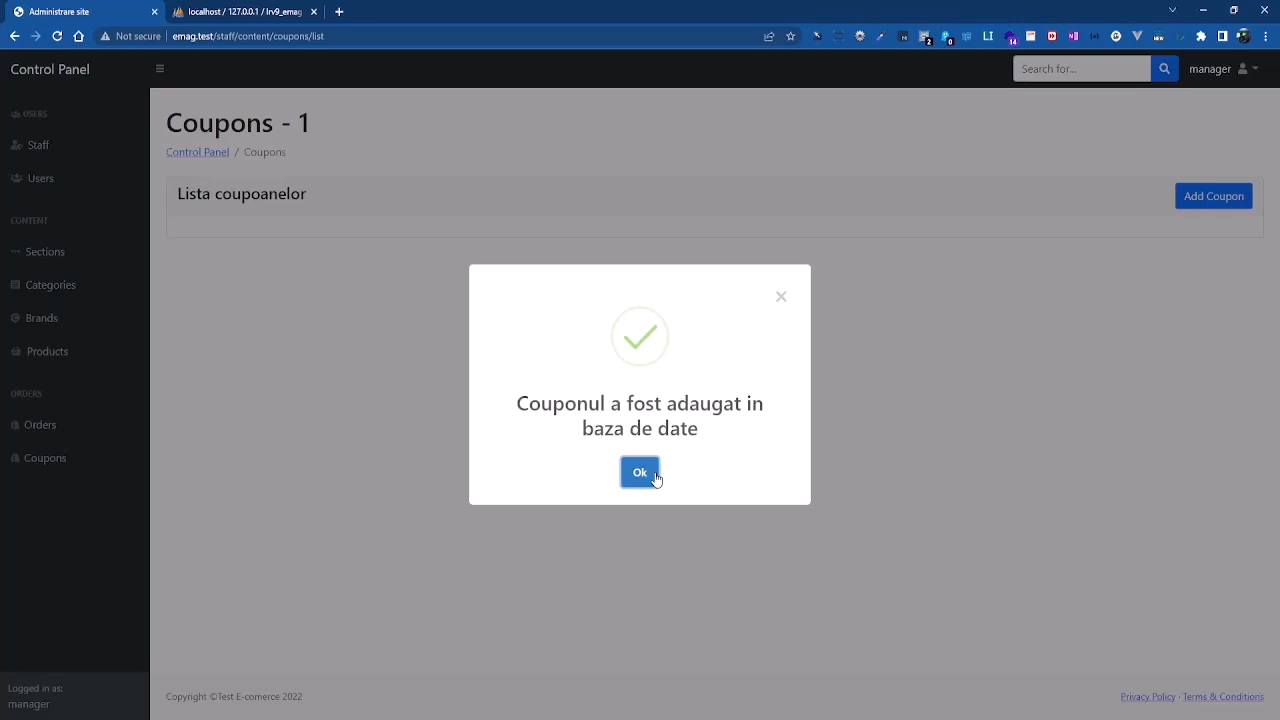 Administrare site
localhost / 127.0.0.1 / lrv9_emag
Not secure
emag.test/staff/content/coupons/list
Control Panel
Search for...
manager
USERS
Staff
Users
CONTENT
Sections
Categories
Brands
Products
ORDERS
Orders
Coupons
Logged in as:
manager
Coupons - 1
Control Panel / Coupons
Lista coupoanelor
Add Coupon
Couponul a fost adaugat in
baza de date
Ok
Copyright ©Test E-comerce 2022
Privacy Policy · Terms & Conditions